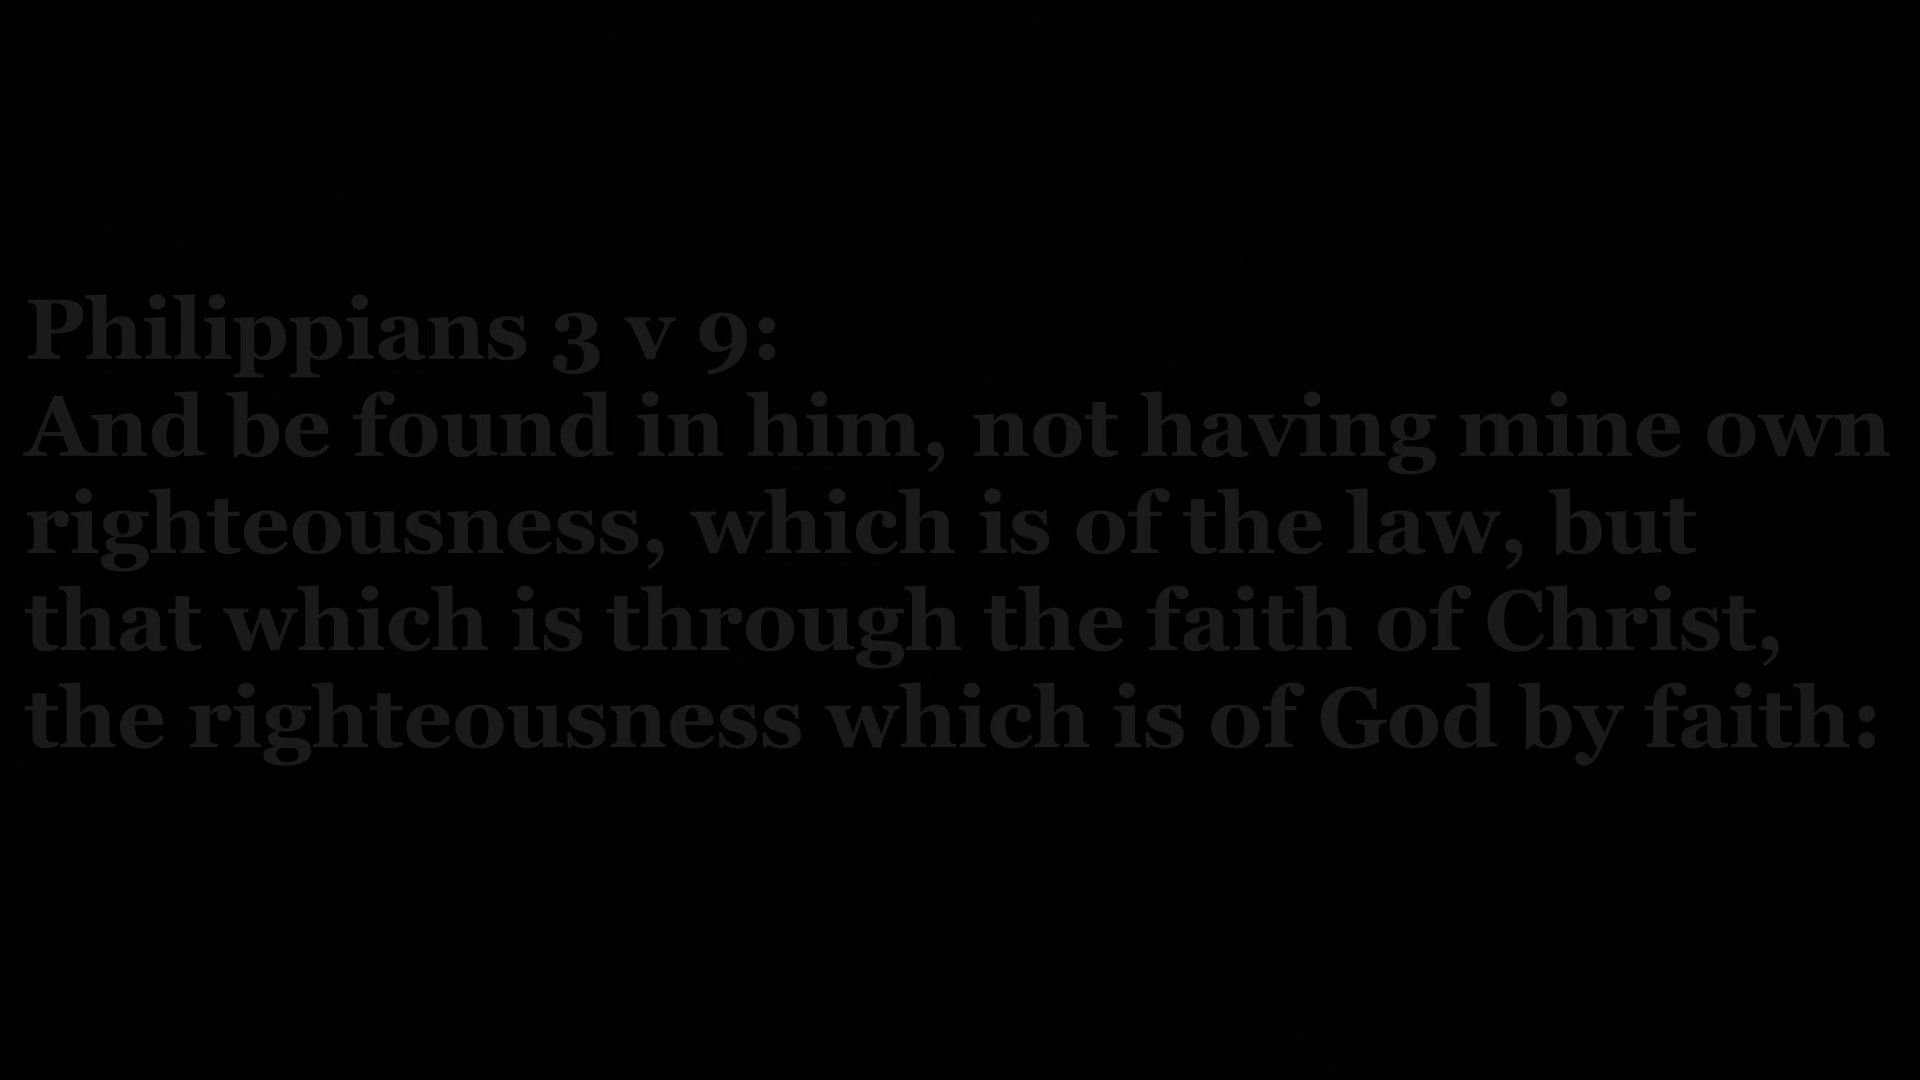 Philippians 3 v 9:
And be found in him, not having mine own
righteousness, which is of the law, but
that which is through the faith of Christ,
the righteousness which is of God by faith: